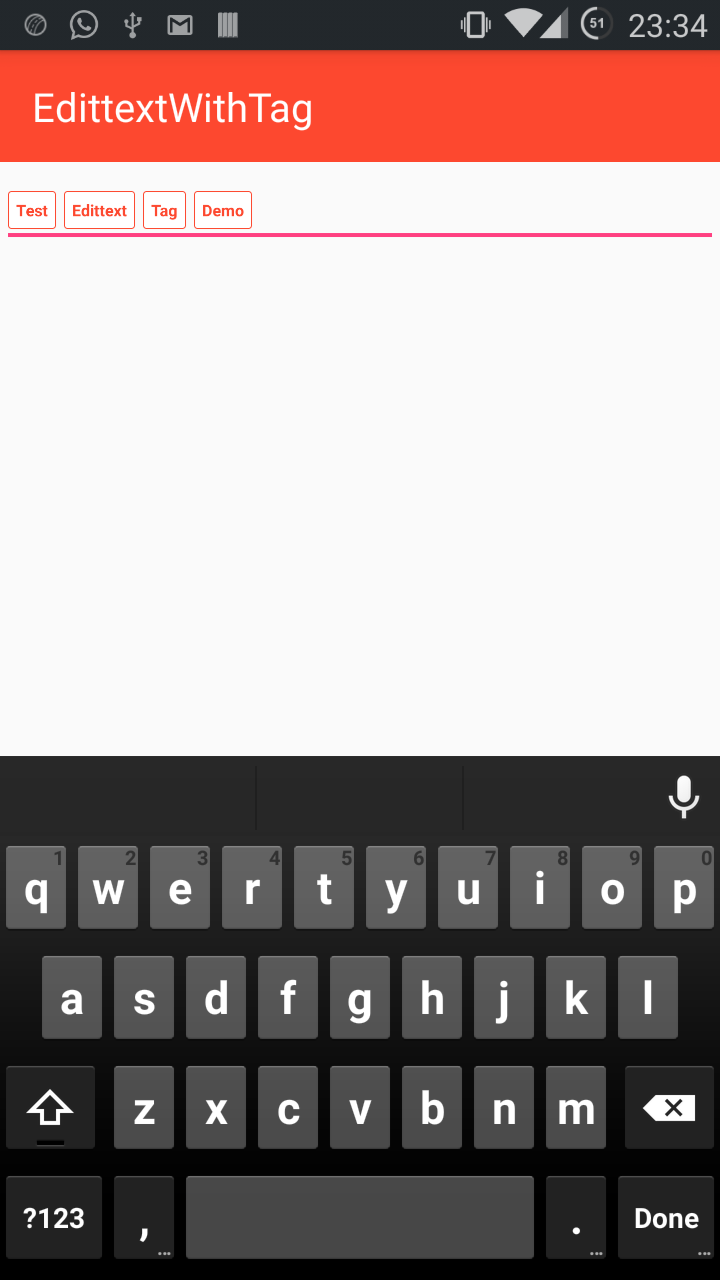 51 23:34
EdittextWithTag
Test Edittext Tag Demo
1 2 3 4 5 6 7 8 9 0
q w e r t y u i o p
a s d f g h j k l
z x c v b n m
?123 , ... . ... Done ...